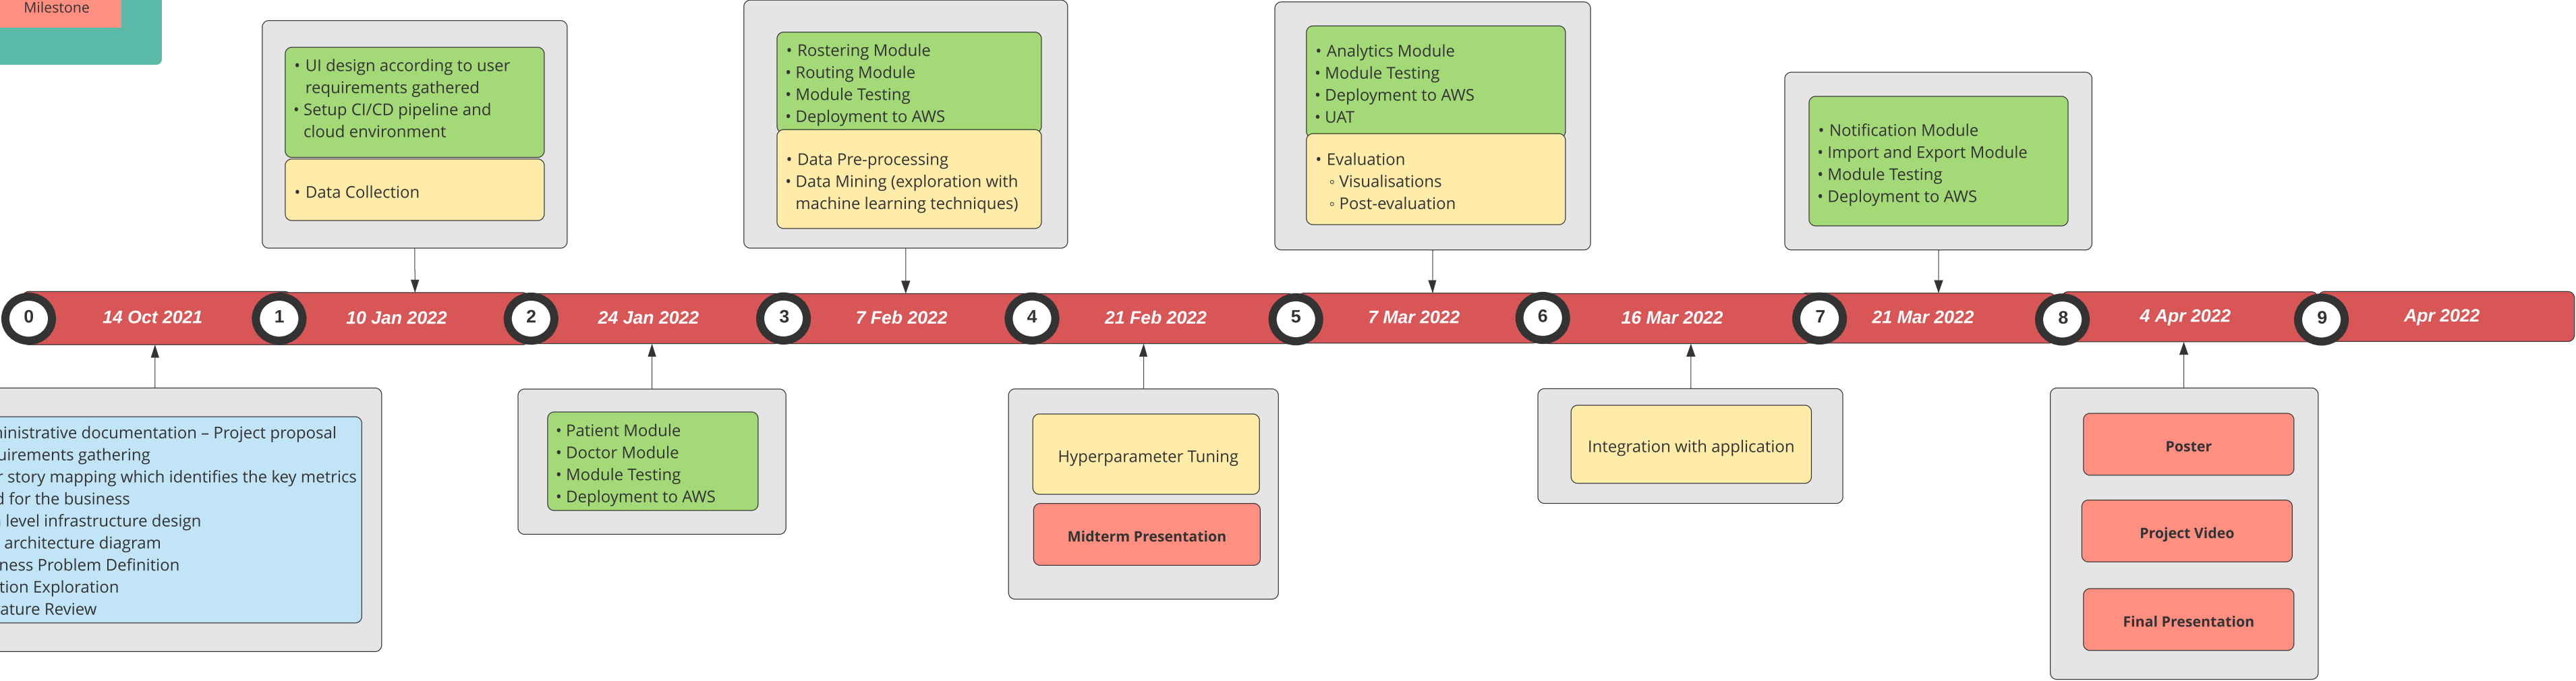 Milestone
• UI design according to user
requirements gathered
• Setup CI/CD pipeline and
cloud environment
• Data Collection
• Rostering Module
• Routing Module
• Module Testing
• Deployment to AWS
• Data Pre-processing
• Data Mining (exploration with
machine learning techniques)
• Analytics Module
• Module Testing
• Deployment to AWS
• UAT
• Evaluation
◦ Visualisations
◦ Post-evaluation
• Notification Module
• Import and Export Module
• Module Testing
• Deployment to AWS
0 14 Oct 2021 1 10 Jan 2022 2 24 Jan 2022 3 7 Feb 2022 4 21 Feb 2022 5 7 Mar 2022 6 16 Mar 2022 7 21 Mar 2022 8 4 Apr 2022 9 Apr 2022
documentation – Project proposal
gathering
story mapping which identifies the key metrics
for the business
level infrastructure design
architecture diagram
Problem Definition
Exploration
Review
• Patient Module
• Doctor Module
• Module Testing
• Deployment to AWS
Hyperparameter Tuning
Midterm Presentation
Integration with application
Poster
Project Video
Final Presentation